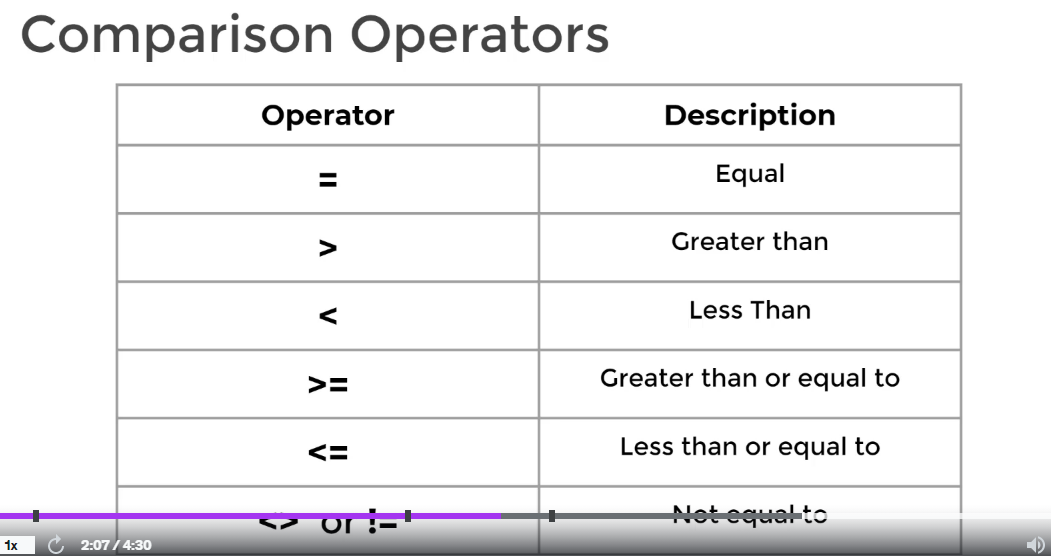 Comparison Operators
Operator Description
= Equal
> Greater than
< Less Than
>= Greater than or equal to
<= Less than or equal to
<> or != Not equal to
1x 2:07 / 4:30